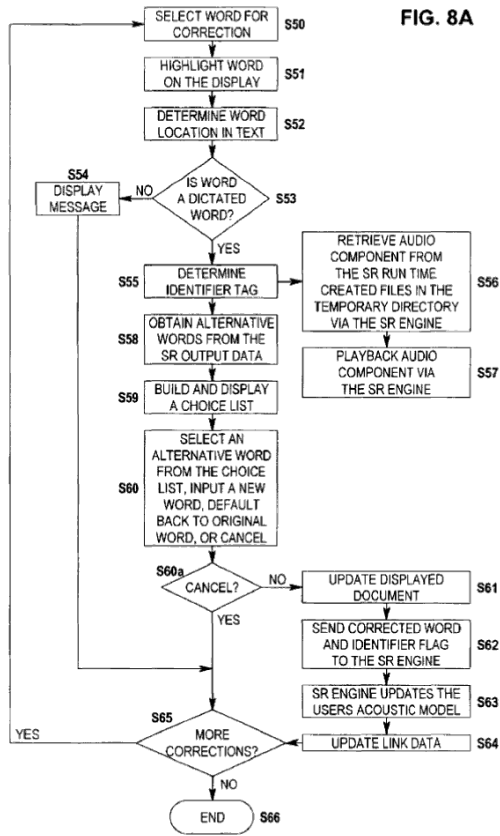 FIG. 8A
SELECT WORD FOR
CORRECTION
S50
HIGHLIGHT WORD
ON THE DISPLAY
S51
DETERMINE WORD
LOCATION IN TEXT
S52
IS WORD
A DICTATED
WORD?
S53
NO
S54
DISPLAY
MESSAGE
YES
S55
DETERMINE
IDENTIFIER TAG
RETRIEVE AUDIO
COMPONENT FROM
THE SR RUN TIME
CREATED FILES IN THE
TEMPORARY DIRECTORY
VIA THE SR ENGINE
S56
PLAYBACK AUDIO
COMPONENT VIA
THE SR ENGINE
S57
S58
OBTAIN ALTERNATIVE
WORDS FROM THE
SR OUTPUT DATA
S59
BUILD AND DISPLAY
A CHOICE LIST
S60
SELECT AN
ALTERNATIVE WORD
FROM THE CHOICE
LIST, INPUT A NEW
WORD, DEFAULT
BACK TO ORIGINAL
WORD, OR CANCEL
S60a
CANCEL?
NO
YES
UPDATE DISPLAYED
DOCUMENT
S61
SEND CORRECTED WORD
AND IDENTIFIER FLAG
TO THE SR ENGINE
S62
SR ENGINE UPDATES THE
USERS ACOUSTIC MODEL
S63
UPDATE LINK DATA
S64
S65
MORE
CORRECTIONS?
YES
NO
END
S66